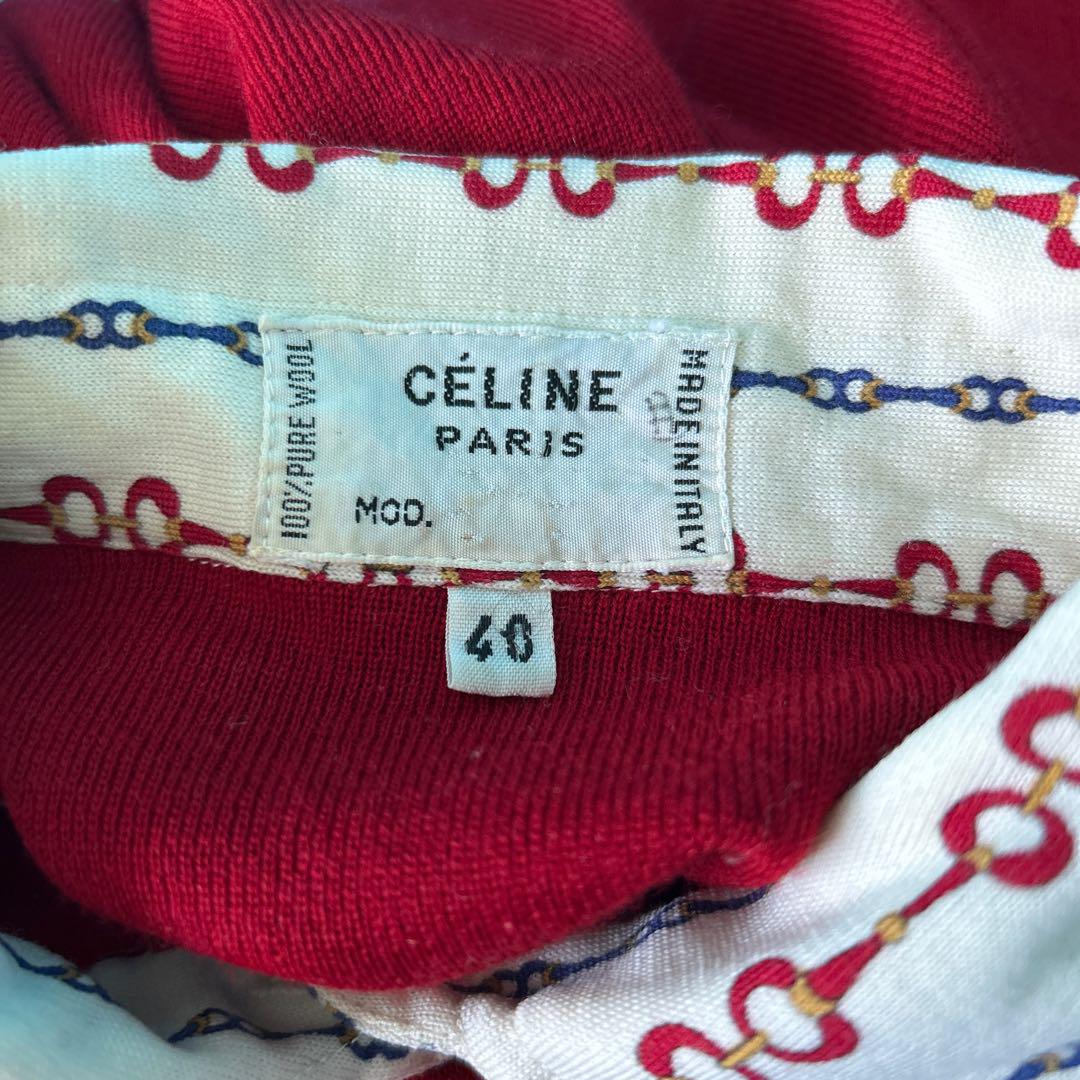 100% PURE WOOL
CÉLINE
PARIS
MOD.
MADE IN ITALY
40